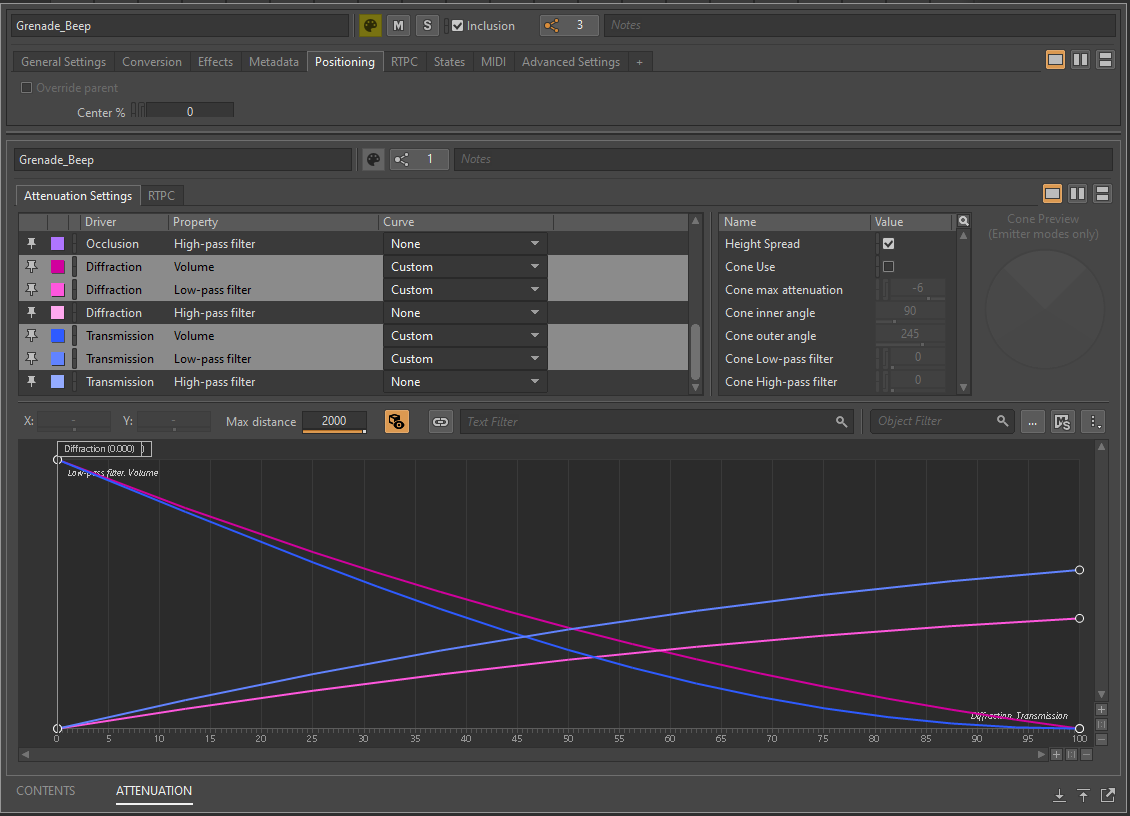 Grenade_Beep M S Inclusion 3 Notes
General Settings Conversion Effects Metadata Positioning RTPC States MIDI Advanced Settings +
Override parent
Center % 0
Grenade_Beep 1 Notes
Attenuation Settings RTPC
Driver Property Curve
Occlusion High-pass filter None
Diffraction Volume Custom
Diffraction Low-pass filter Custom
Diffraction High-pass filter None
Transmission Volume Custom
Transmission Low-pass filter Custom
Transmission High-pass filter None
Name Value
Height Spread
Cone Use
Cone max attenuation -6
Cone inner angle 90
Cone outer angle 245
Cone Low-pass filter 0
Cone High-pass filter 0
Cone Preview
(Emitter modes only)
X: - Y: - Max distance 2000 Text Filter Object Filter ...
Diffraction (0.000) )
Low-pass filter, Volume
Diffraction, Transmission
0 5 10 15 20 25 30 35 40 45 50 55 60 65 70 75 80 85 90 95 100
CONTENTS ATTENUATION